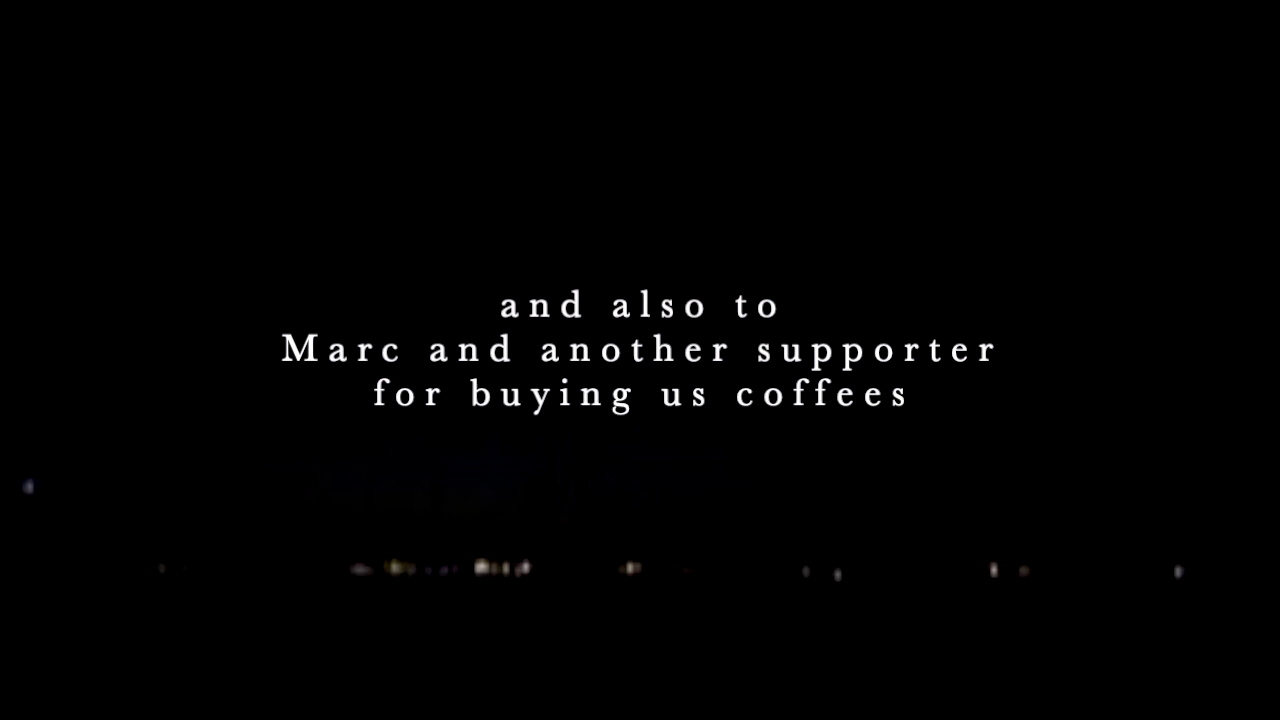 and also to
Marc and another supporter
for buying us coffees